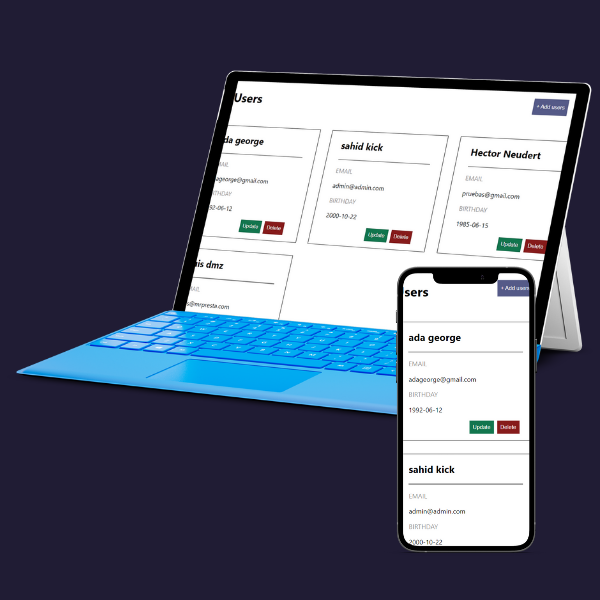 Users
+ Add users
da george
EMAIL
adageorge@gmail.com
BIRTHDAY
92-06-12
Update Delete
sahid kick
EMAIL
admin@admin.com
BIRTHDAY
2000-10-22
Update Delete
Hector Neudert
EMAIL
pruebas@gmail.com
BIRTHDAY
1985-06-15
Update Delete
is dmz
s@mrpresta.com
sers
+ Add users
ada george
EMAIL
adageorge@gmail.com
BIRTHDAY
1992-06-12
Update Delete
sahid kick
EMAIL
admin@admin.com
BIRTHDAY
2000-10-22